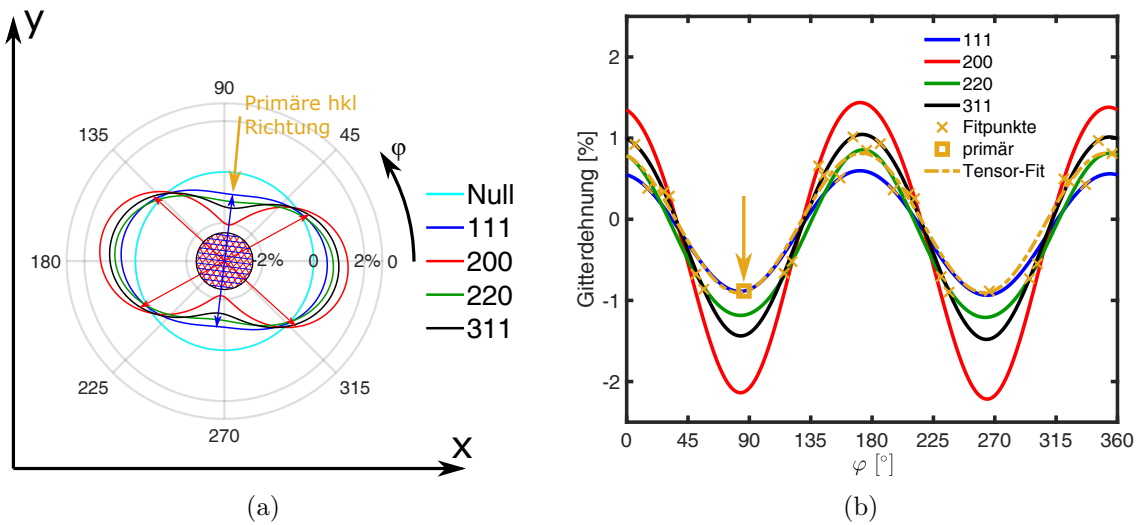 y
90
Primäre hkl
Richtung
135
45
φ
180
-2%
0
2%
0
Null
111
200
220
311
225
315
270
x
(a)
2
1
0
-1
-2
Gitterdehnung [%]
111
200
220
311
Fitpunkte
primär
Tensor-Fit
0
45
90
135
180
225
270
315
360
φ [°]
(b)